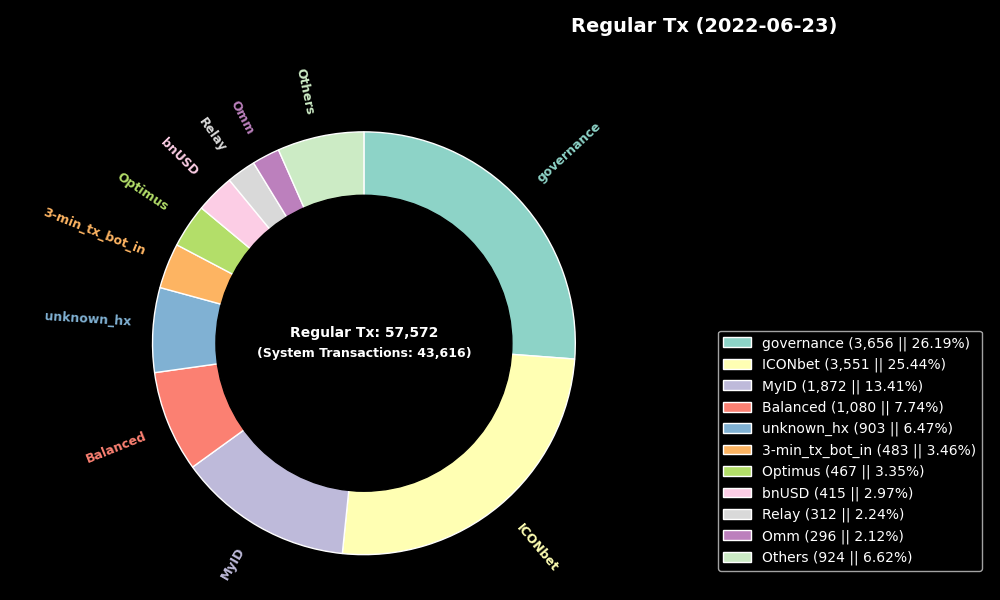 Regular Tx (2022-06-23)
Others
Omm
Relay
bnUSD
Optimus
3-min_tx_bot_in
unknown_hx
Balanced
MyID
ICONbet
governance
Regular Tx: 57,572
(System Transactions: 43,616)
governance (3,656 || 26.19%)
ICONbet (3,551 || 25.44%)
MyID (1,872 || 13.41%)
Balanced (1,080 || 7.74%)
unknown_hx (903 || 6.47%)
3-min_tx_bot_in (483 || 3.46%)
Optimus (467 || 3.35%)
bnUSD (415 || 2.97%)
Relay (312 || 2.24%)
Omm (296 || 2.12%)
Others (924 || 6.62%)